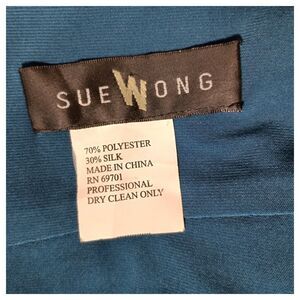 SUE WONG
70% POLYESTER
30% SILK
MADE IN CHINA
RN 69701
PROFESSIONAL
DRY CLEAN ONLY